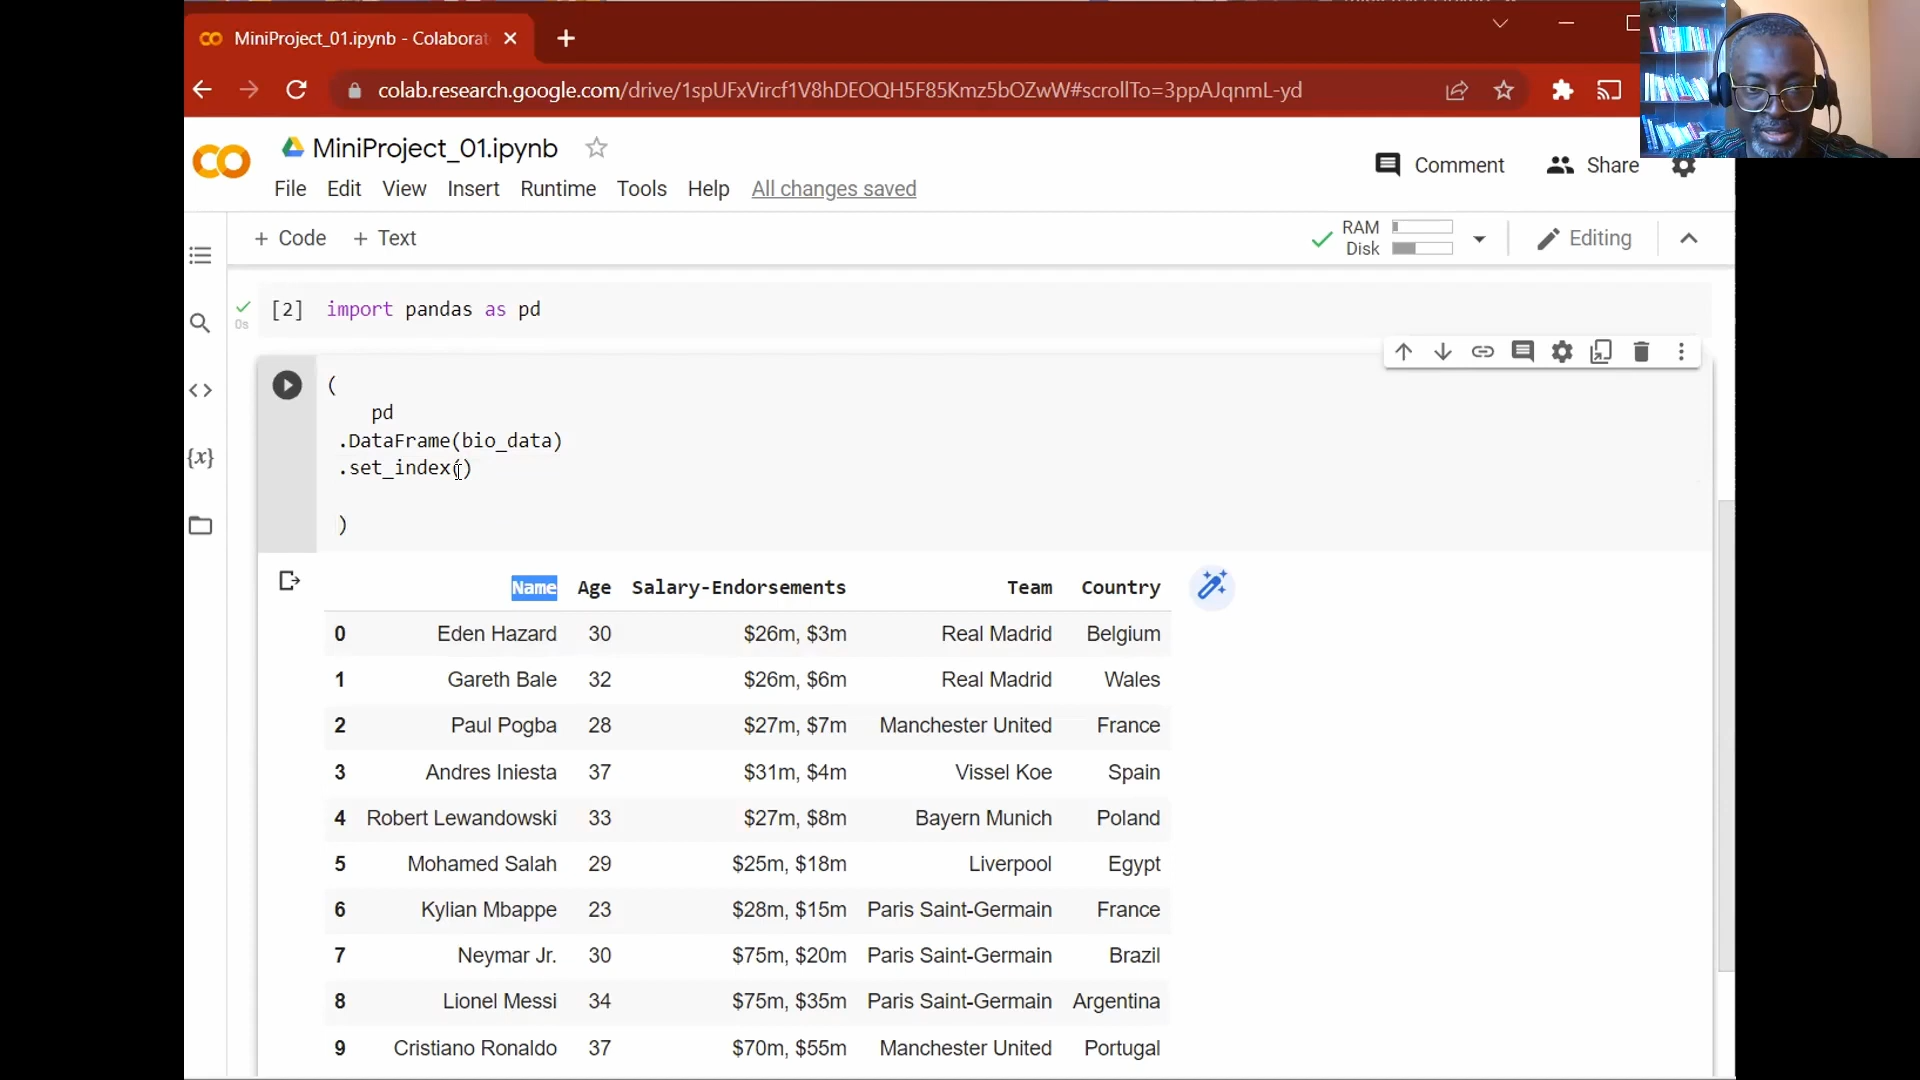 MiniProject_01.ipynb - Colaborat
colab.research.google.com/drive/1spUFxVircf1V8hDEOQH5F85Kmz5bOZwW#scrollTo=3ppAJqnmL-yd
MiniProject_01.ipynb
Comment
Share
File Edit View Insert Runtime Tools Help All changes saved
+ Code + Text
RAM
Disk
Editing
[2] import pandas as pd
0s
(
pd
.DataFrame(bio_data)
.set_index()
)
Name Age Salary-Endorsements Team Country
0 Eden Hazard 30 $26m, $3m Real Madrid Belgium
1 Gareth Bale 32 $26m, $6m Real Madrid Wales
2 Paul Pogba 28 $27m, $7m Manchester United France
3 Andres Iniesta 37 $31m, $4m Vissel Koe Spain
4 Robert Lewandowski 33 $27m, $8m Bayern Munich Poland
5 Mohamed Salah 29 $25m, $18m Liverpool Egypt
6 Kylian Mbappe 23 $28m, $15m Paris Saint-Germain France
7 Neymar Jr. 30 $75m, $20m Paris Saint-Germain Brazil
8 Lionel Messi 34 $75m, $35m Paris Saint-Germain Argentina
9 Cristiano Ronaldo 37 $70m, $55m Manchester United Portugal